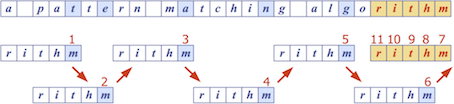 a pattern matching algorithm
1 3 5 11 10 9 8 7
rithm rithm rithm rithm
2 4 6
rithm rithm rithm